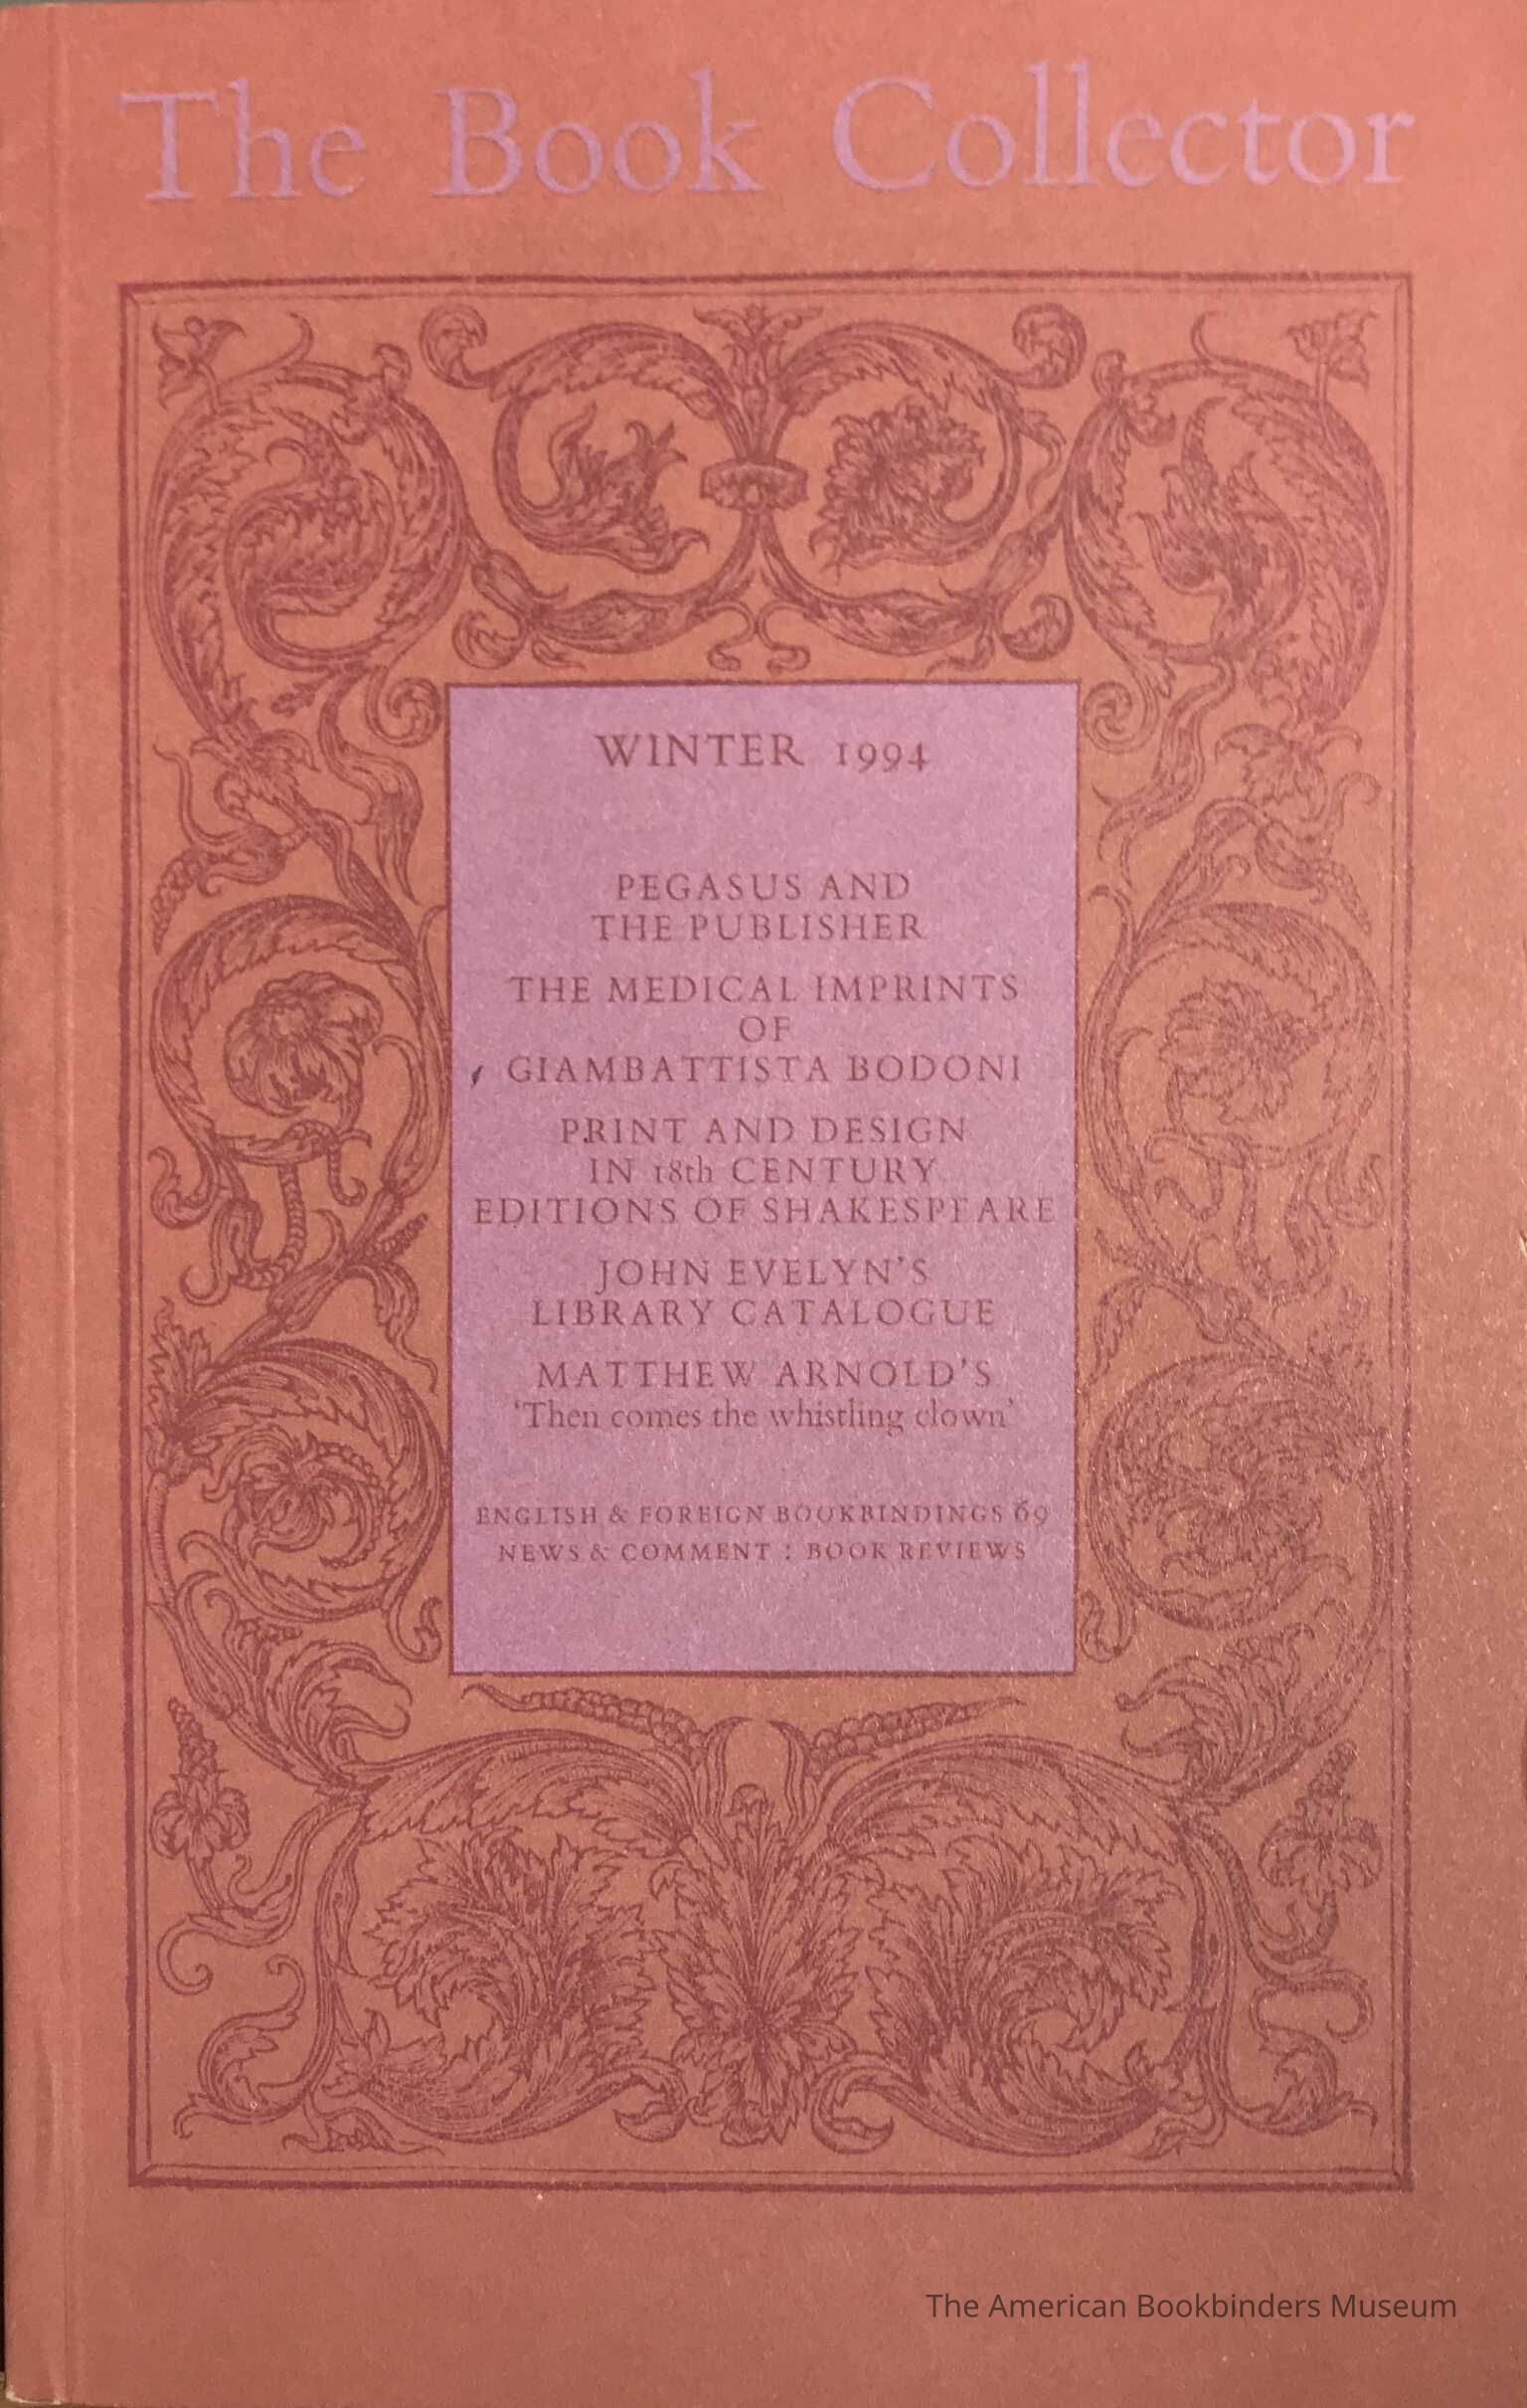 The Book Collector
WINTER 1994
PEGASUS AND
THE PUBLISHER
THE MEDICAL IMPRINTS
OF
GIAMBATTISTA BODONI
PRINT AND DESIGN
IN 18th CENTURY
EDITIONS OF SHAKESPEARE
JOHN EVELYN'S
LIBRARY CATALOGUE
MATTHEW ARNOLD'S
'Then comes the whistling clown'
ENGLISH & FOREIGN BOOKBINDINGS 69
NEWS & COMMENT : BOOK REVIEWS
The American Bookbinders Museum